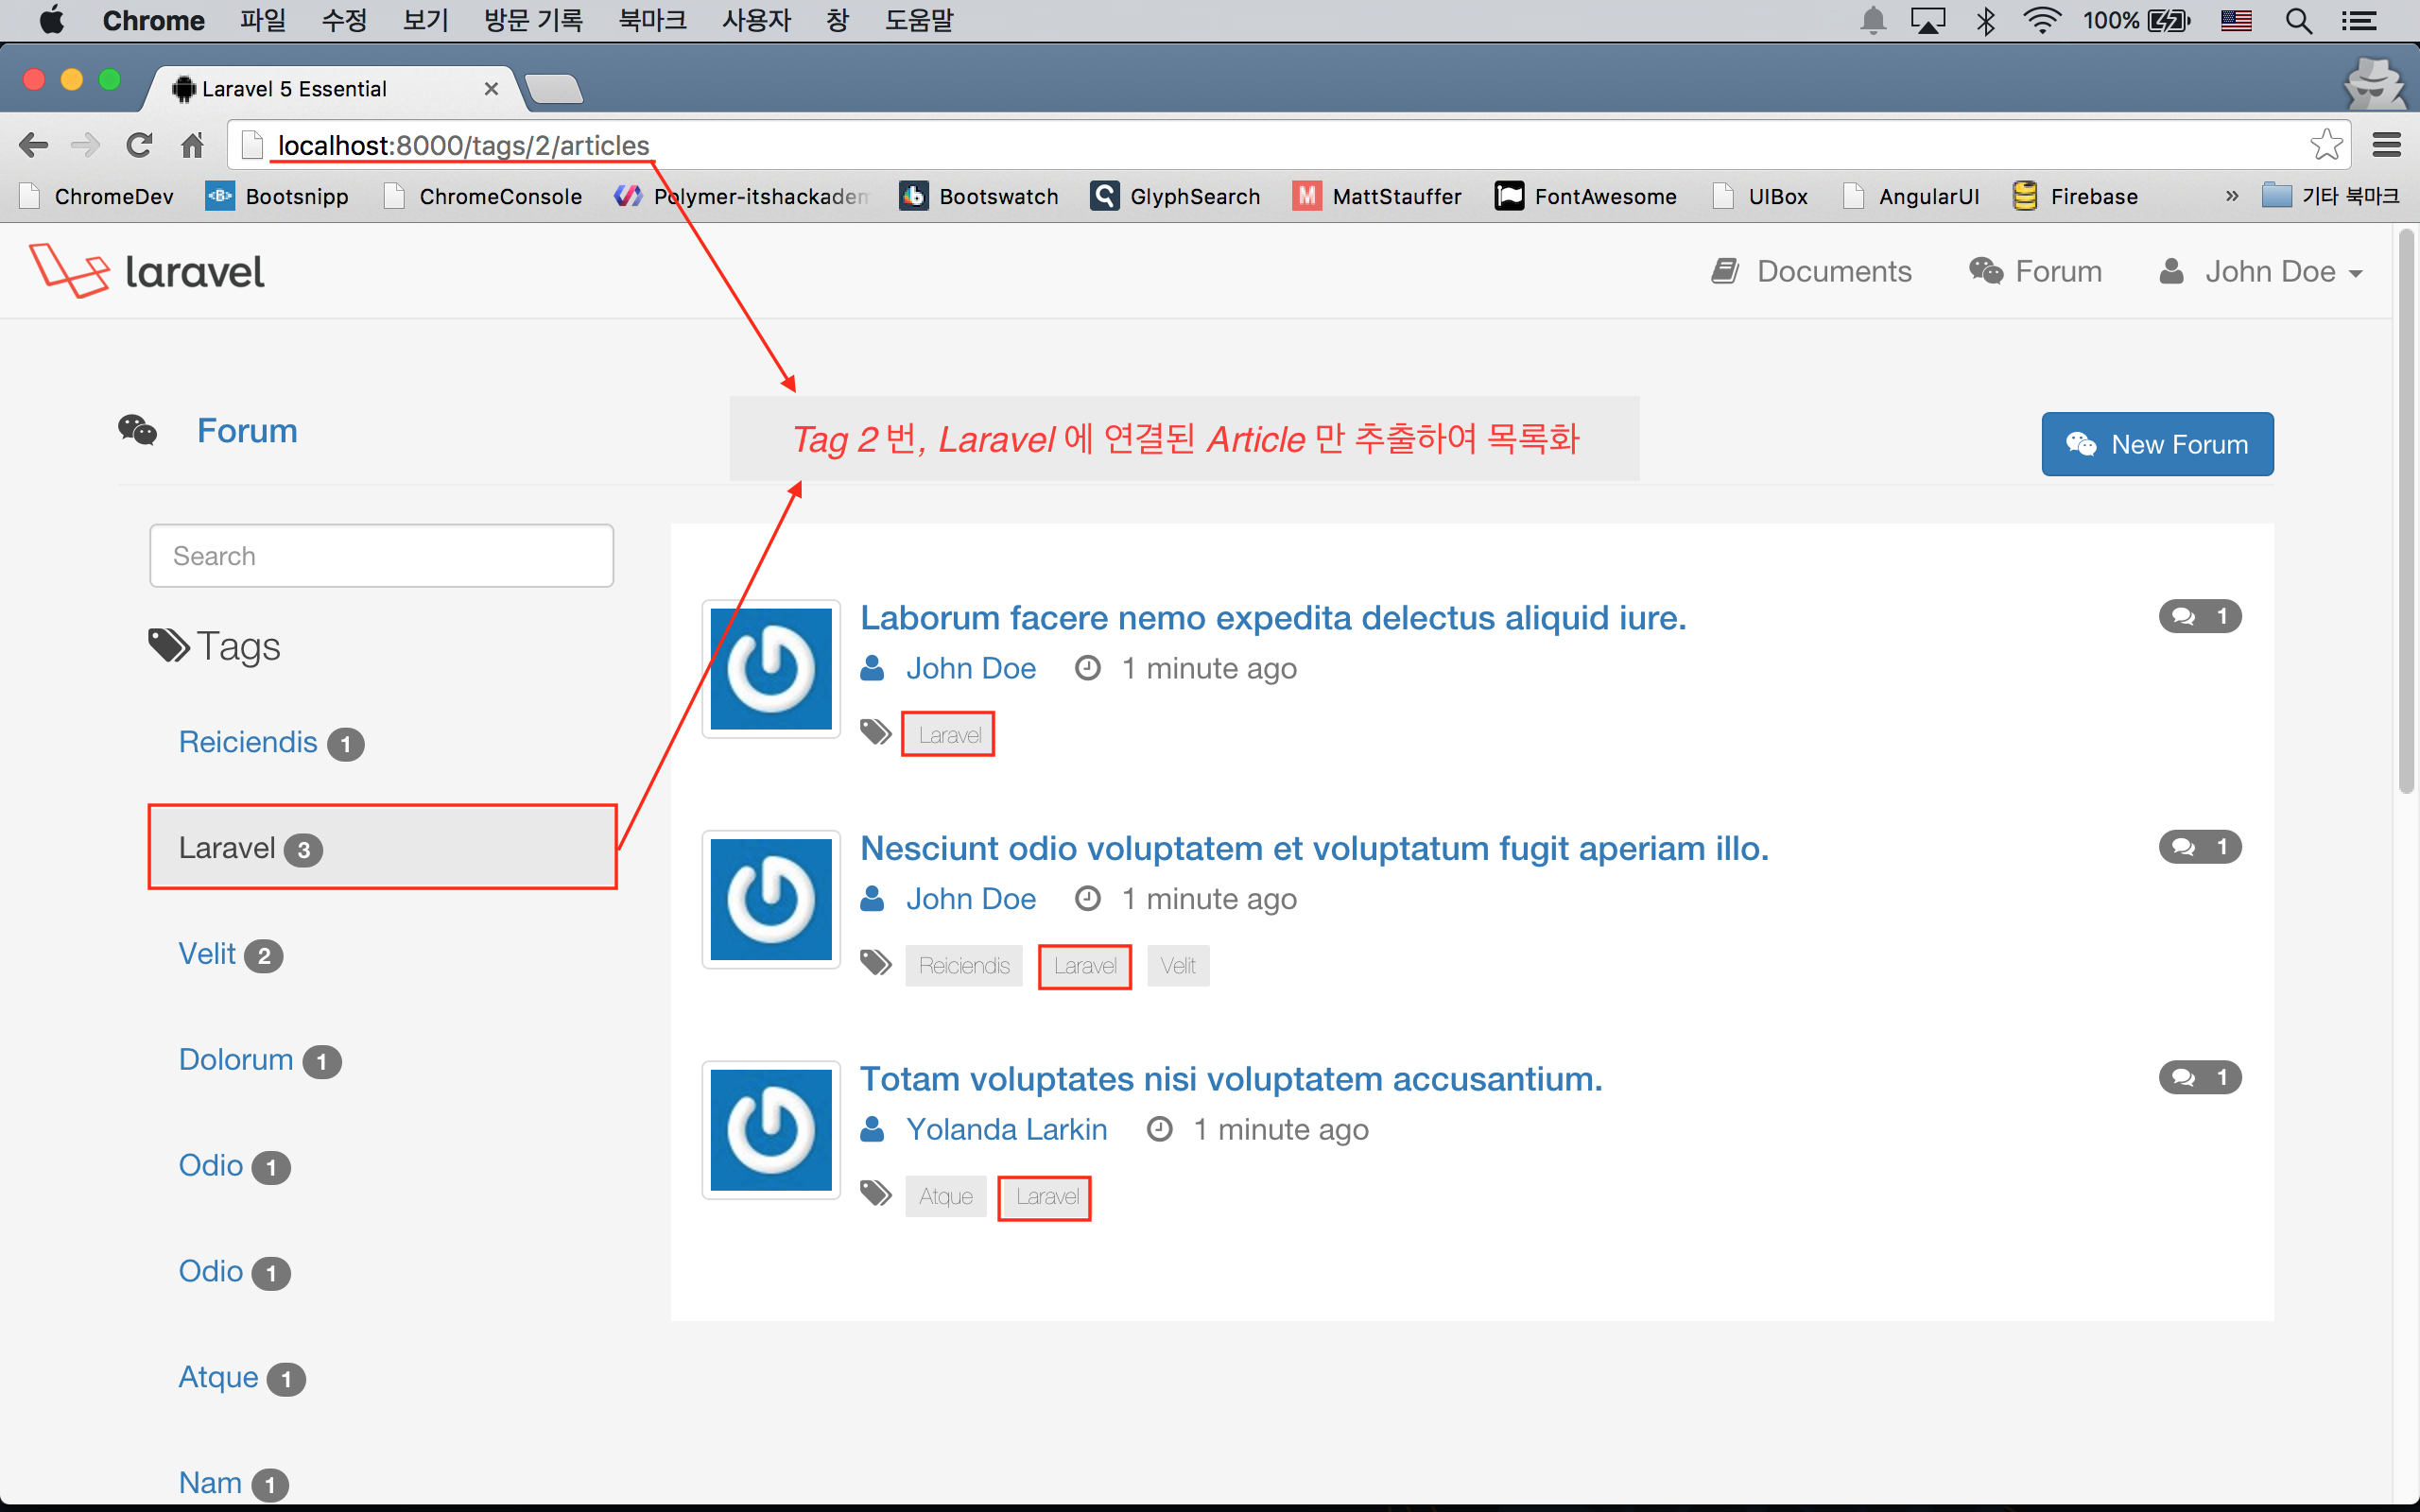 Chrome 파일 수정 보기 방문 기록 북마크 사용자 창 도움말 100%
Laravel 5 Essential
localhost:8000/tags/2/articles
ChromeDev Bootsnipp ChromeConsole Polymer-itshackadem Bootswatch GlyphSearch MattStauffer FontAwesome UIBox AngularUI Firebase » 기타 북마크
laravel Documents Forum John Doe
Forum
Tag 2 번, Laravel 에 연결된 Article 만 추출하여 목록화
New Forum
Search
Tags
Reiciendis 1
Laravel 3
Velit 2
Dolorum 1
Odio 1
Odio 1
Atque 1
Nam 1
Laborum facere nemo expedita delectus aliquid iure. 1
John Doe 1 minute ago
Laravel
Nesciunt odio voluptatem et voluptatum fugit aperiam illo. 1
John Doe 1 minute ago
Reiciendis Laravel Velit
Totam voluptates nisi voluptatem accusantium. 1
Yolanda Larkin 1 minute ago
Atque Laravel